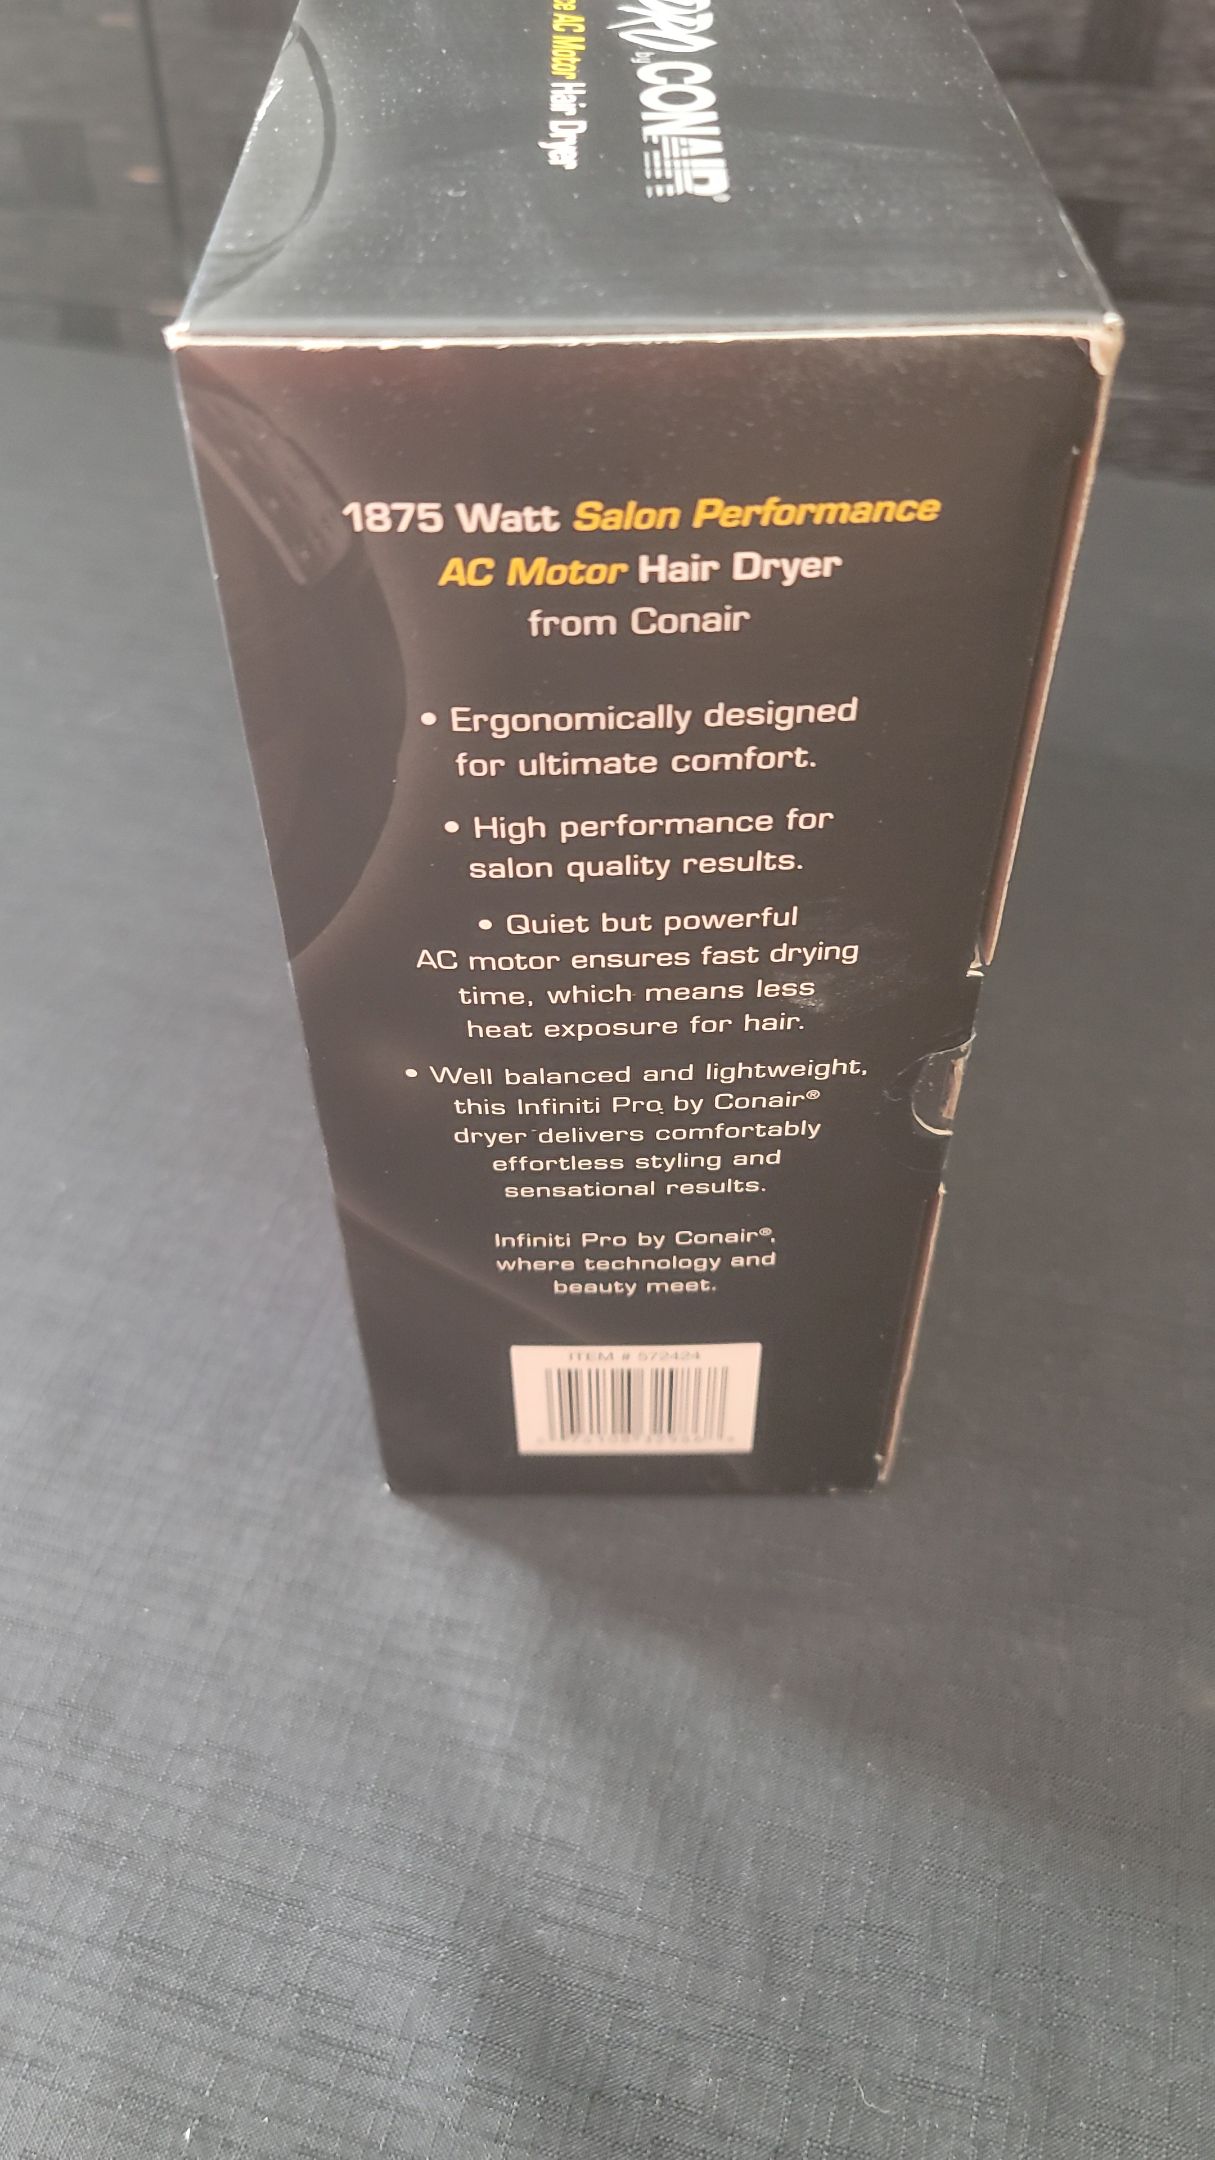 PRO by CONAIR®
AC Motor Hair Dryer
1875 Watt Salon Performance
AC Motor Hair Dryer
from Conair
• Ergonomically designed
for ultimate comfort.
• High performance for
salon quality results.
• Quiet but powerful
AC motor ensures fast drying
time, which means less
heat exposure for hair.
• Well balanced and lightweight,
this Infiniti Pro by Conair®
dryer delivers comfortably
effortless styling and
sensational results.
Infiniti Pro by Conair®,
where technology and
beauty meet.
ITEM # 572424